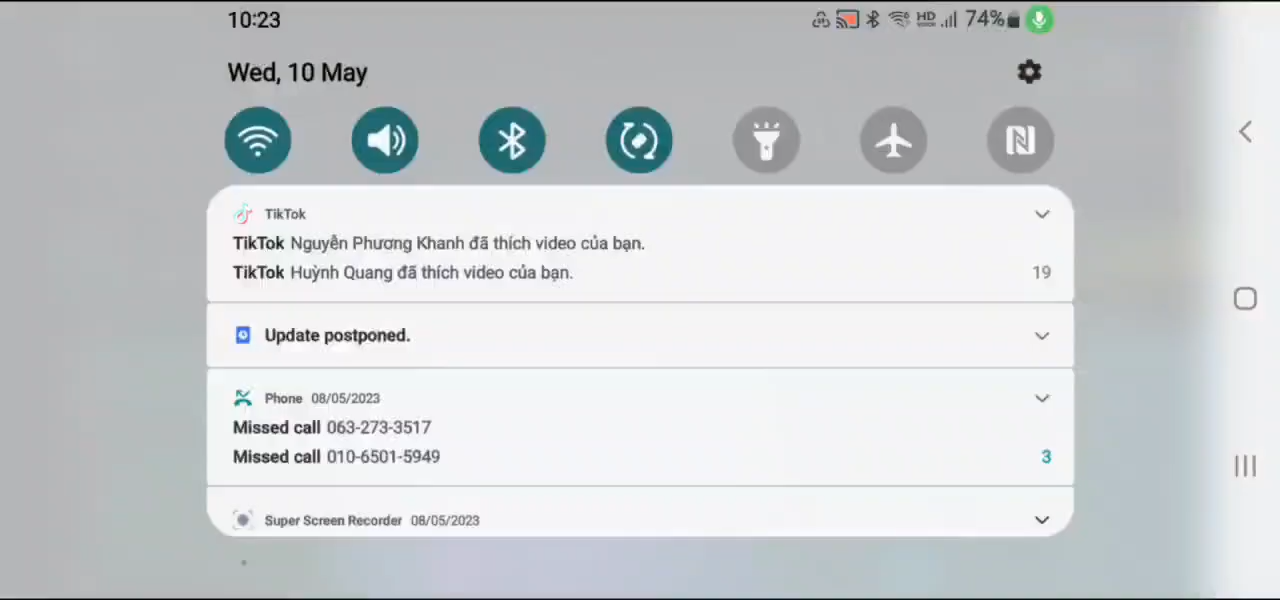 10:23
HD 74%
Wed, 10 May
TikTok
TikTok Nguyễn Phương Khanh đã thích video của bạn.
TikTok Huỳnh Quang đã thích video của bạn.
19
Update postponed.
Phone 08/05/2023
Missed call 063-273-3517
Missed call 010-6501-5949
3
Super Screen Recorder 08/05/2023